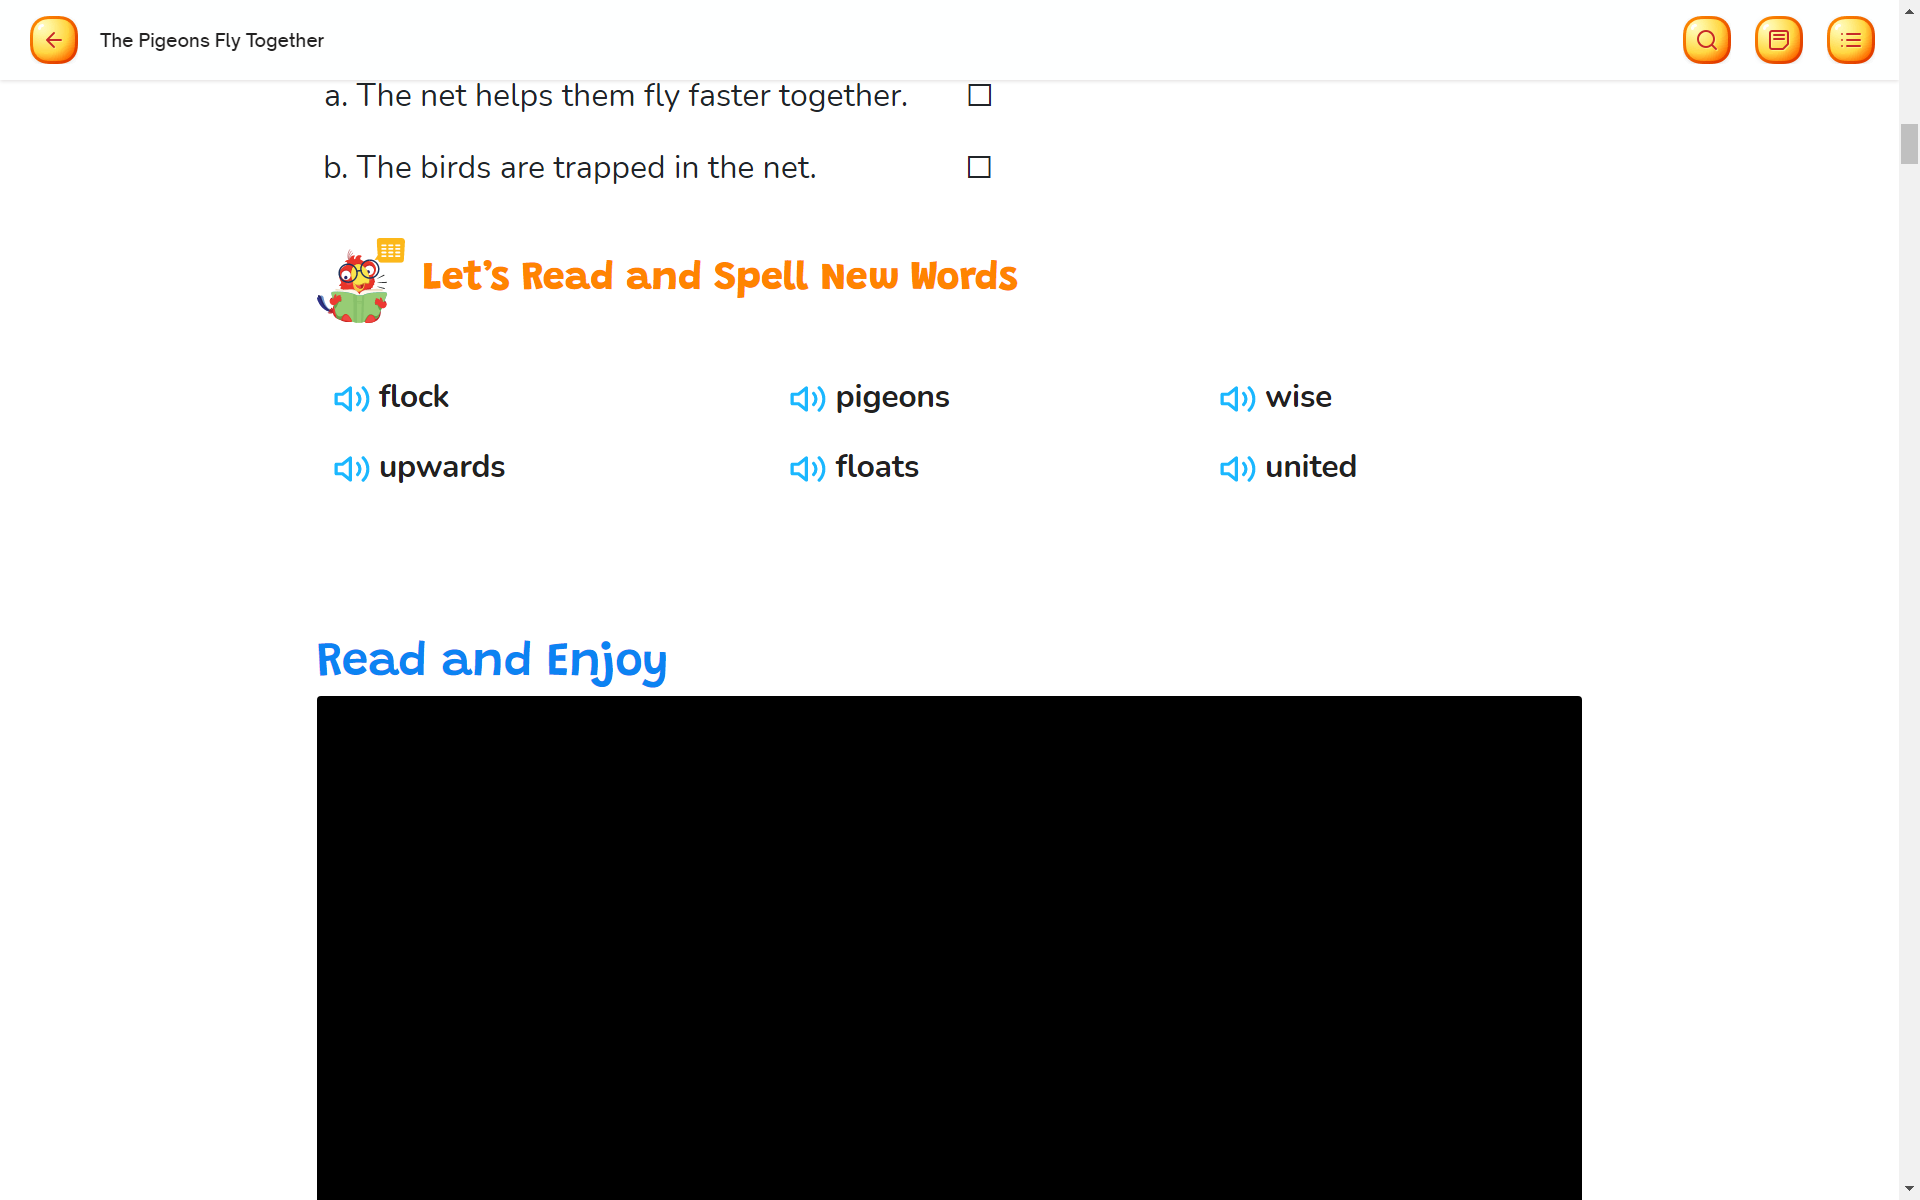 The Pigeons Fly Together
a. The net helps them fly faster together. ☐
b. The birds are trapped in the net. ☐
Let’s Read and Spell New Words
flock pigeons wise
upwards floats united
Read and Enjoy